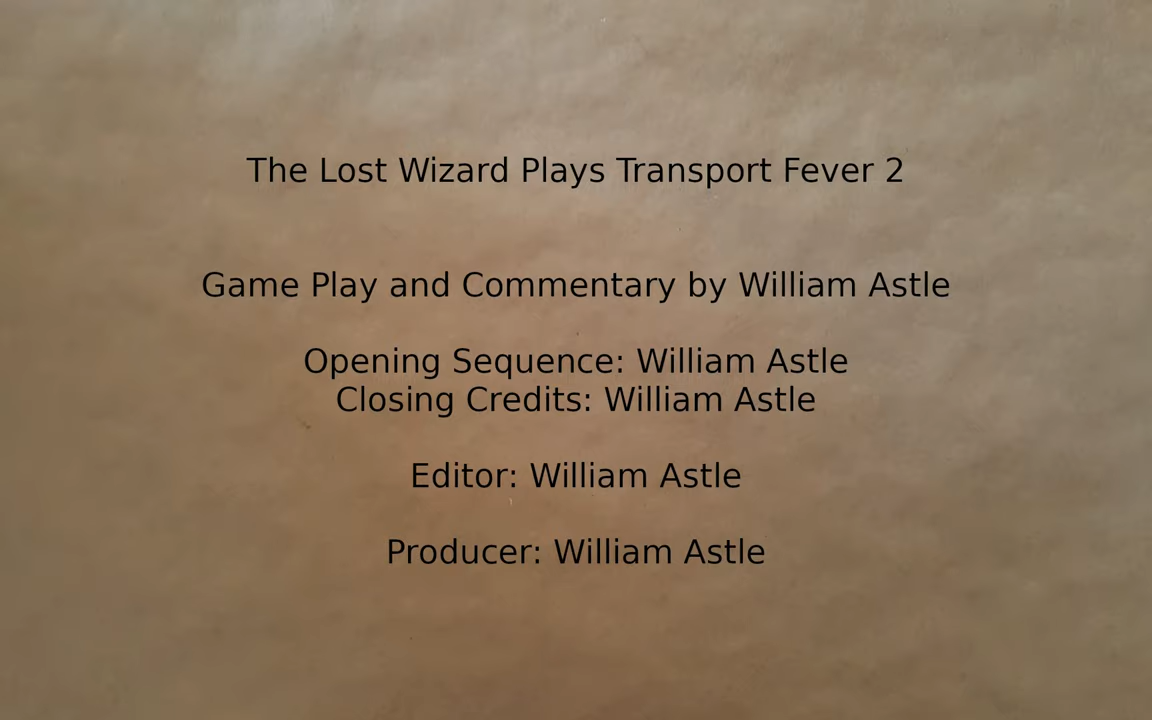 The Lost Wizard Plays Transport Fever 2
Game Play and Commentary by William Astle
Opening Sequence: William Astle
Closing Credits: William Astle
Editor: William Astle
Producer: William Astle